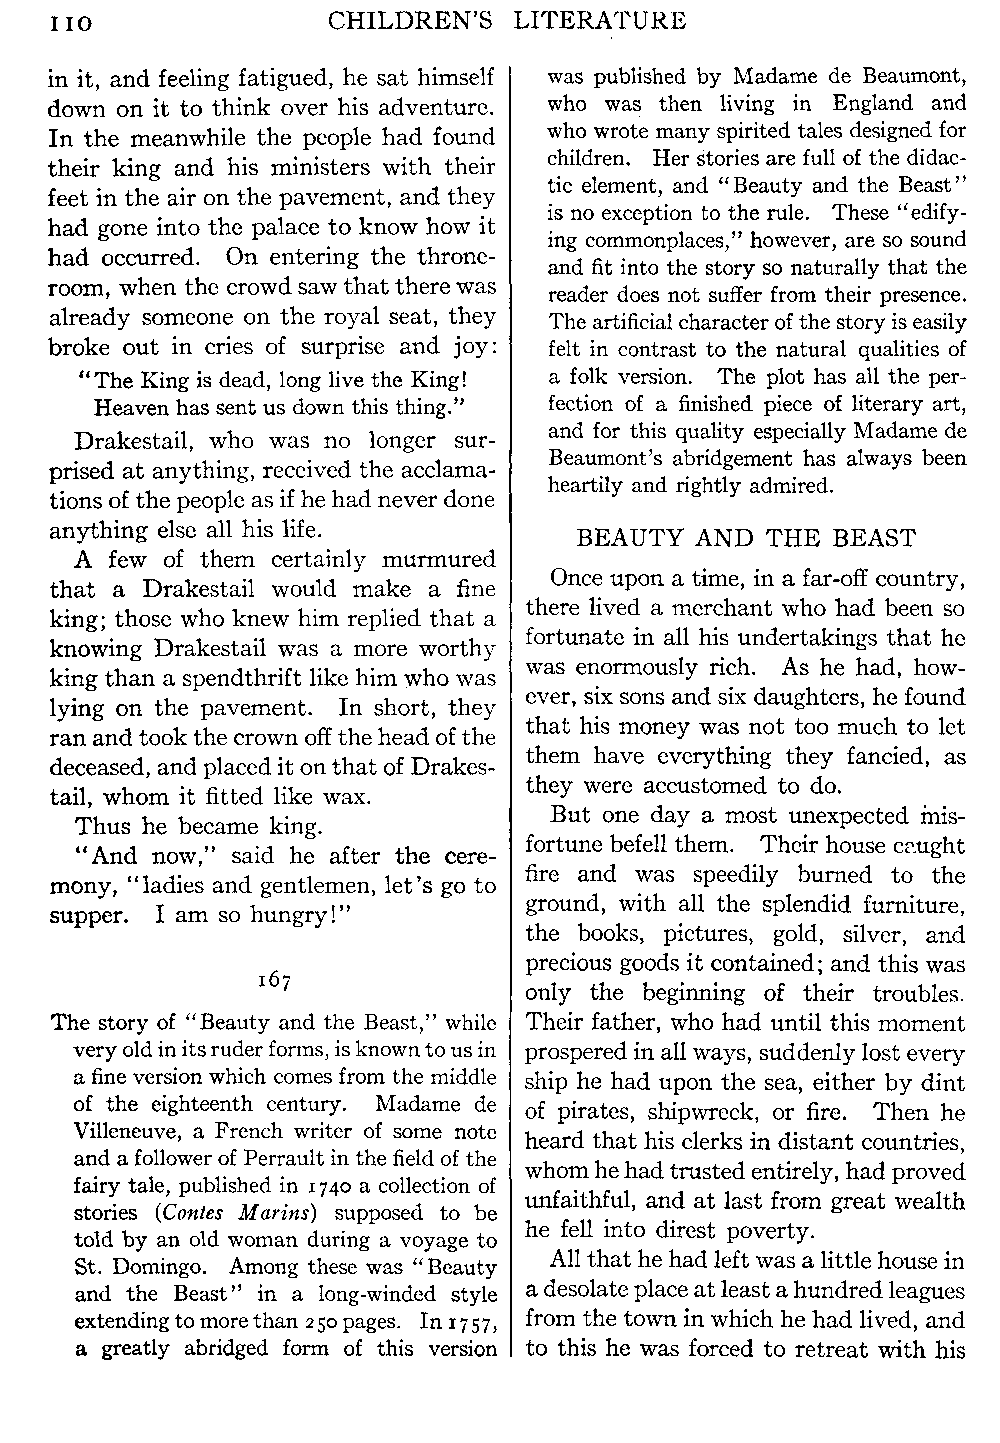 110 CHILDREN'S LITERATURE
in it, and feeling fatigued, he sat himself
down on it to think over his adventure.
In the meanwhile the people had found
their king and his ministers with their
feet in the air on the pavement, and they
had gone into the palace to know how it
had occurred. On entering the throne-
room, when the crowd saw that there was
already someone on the royal seat, they
broke out in cries of surprise and joy:
"The King is dead, long live the King!
Heaven has sent us down this thing."
Drakestail, who was no longer sur-
prised at anything, received the acclama-
tions of the people as if he had never done
anything else all his life.
A few of them certainly murmured
that a Drakestail would make a fine
king; those who knew him replied that a
knowing Drakestail was a more worthy
king than a spendthrift like him who was
lying on the pavement. In short, they
ran and took the crown off the head of the
deceased, and placed it on that of Drakes-
tail, whom it fitted like wax.
Thus he became king.
"And now," said he after the cere-
mony, "ladies and gentlemen, let's go to
supper. I am so hungry!"
167
The story of "Beauty and the Beast," while
very old in its ruder forms, is known to us in
a fine version which comes from the middle
of the eighteenth century. Madame de
Villeneuve, a French writer of some note
and a follower of Perrault in the field of the
fairy tale, published in 1740 a collection of
stories (Contes Marins) supposed to be
told by an old woman during a voyage to
St. Domingo. Among these was "Beauty
and the Beast" in a long-winded style
extending to more than 250 pages. In 1757,
a greatly abridged form of this version
was published by Madame de Beaumont,
who was then living in England and
who wrote many spirited tales designed for
children. Her stories are full of the didac-
tic element, and "Beauty and the Beast"
is no exception to the rule. These "edify-
ing commonplaces," however, are so sound
and fit into the story so naturally that the
reader does not suffer from their presence.
The artificial character of the story is easily
felt in contrast to the natural qualities of
a folk version. The plot has all the per-
fection of a finished piece of literary art,
and for this quality especially Madame de
Beaumont's abridgement has always been
heartily and rightly admired.
BEAUTY AND THE BEAST
Once upon a time, in a far-off country,
there lived a merchant who had been so
fortunate in all his undertakings that he
was enormously rich. As he had, how-
ever, six sons and six daughters, he found
that his money was not too much to let
them have everything they fancied, as
they were accustomed to do.
But one day a most unexpected mis-
fortune befell them. Their house caught
fire and was speedily burned to the
ground, with all the splendid furniture,
the books, pictures, gold, silver, and
precious goods it contained; and this was
only the beginning of their troubles.
Their father, who had until this moment
prospered in all ways, suddenly lost every
ship he had upon the sea, either by dint
of pirates, shipwreck, or fire. Then he
heard that his clerks in distant countries,
whom he had trusted entirely, had proved
unfaithful, and at last from great wealth
he fell into direst poverty.
All that he had left was a little house in
a desolate place at least a hundred leagues
from the town in which he had lived, and
to this he was forced to retreat with his